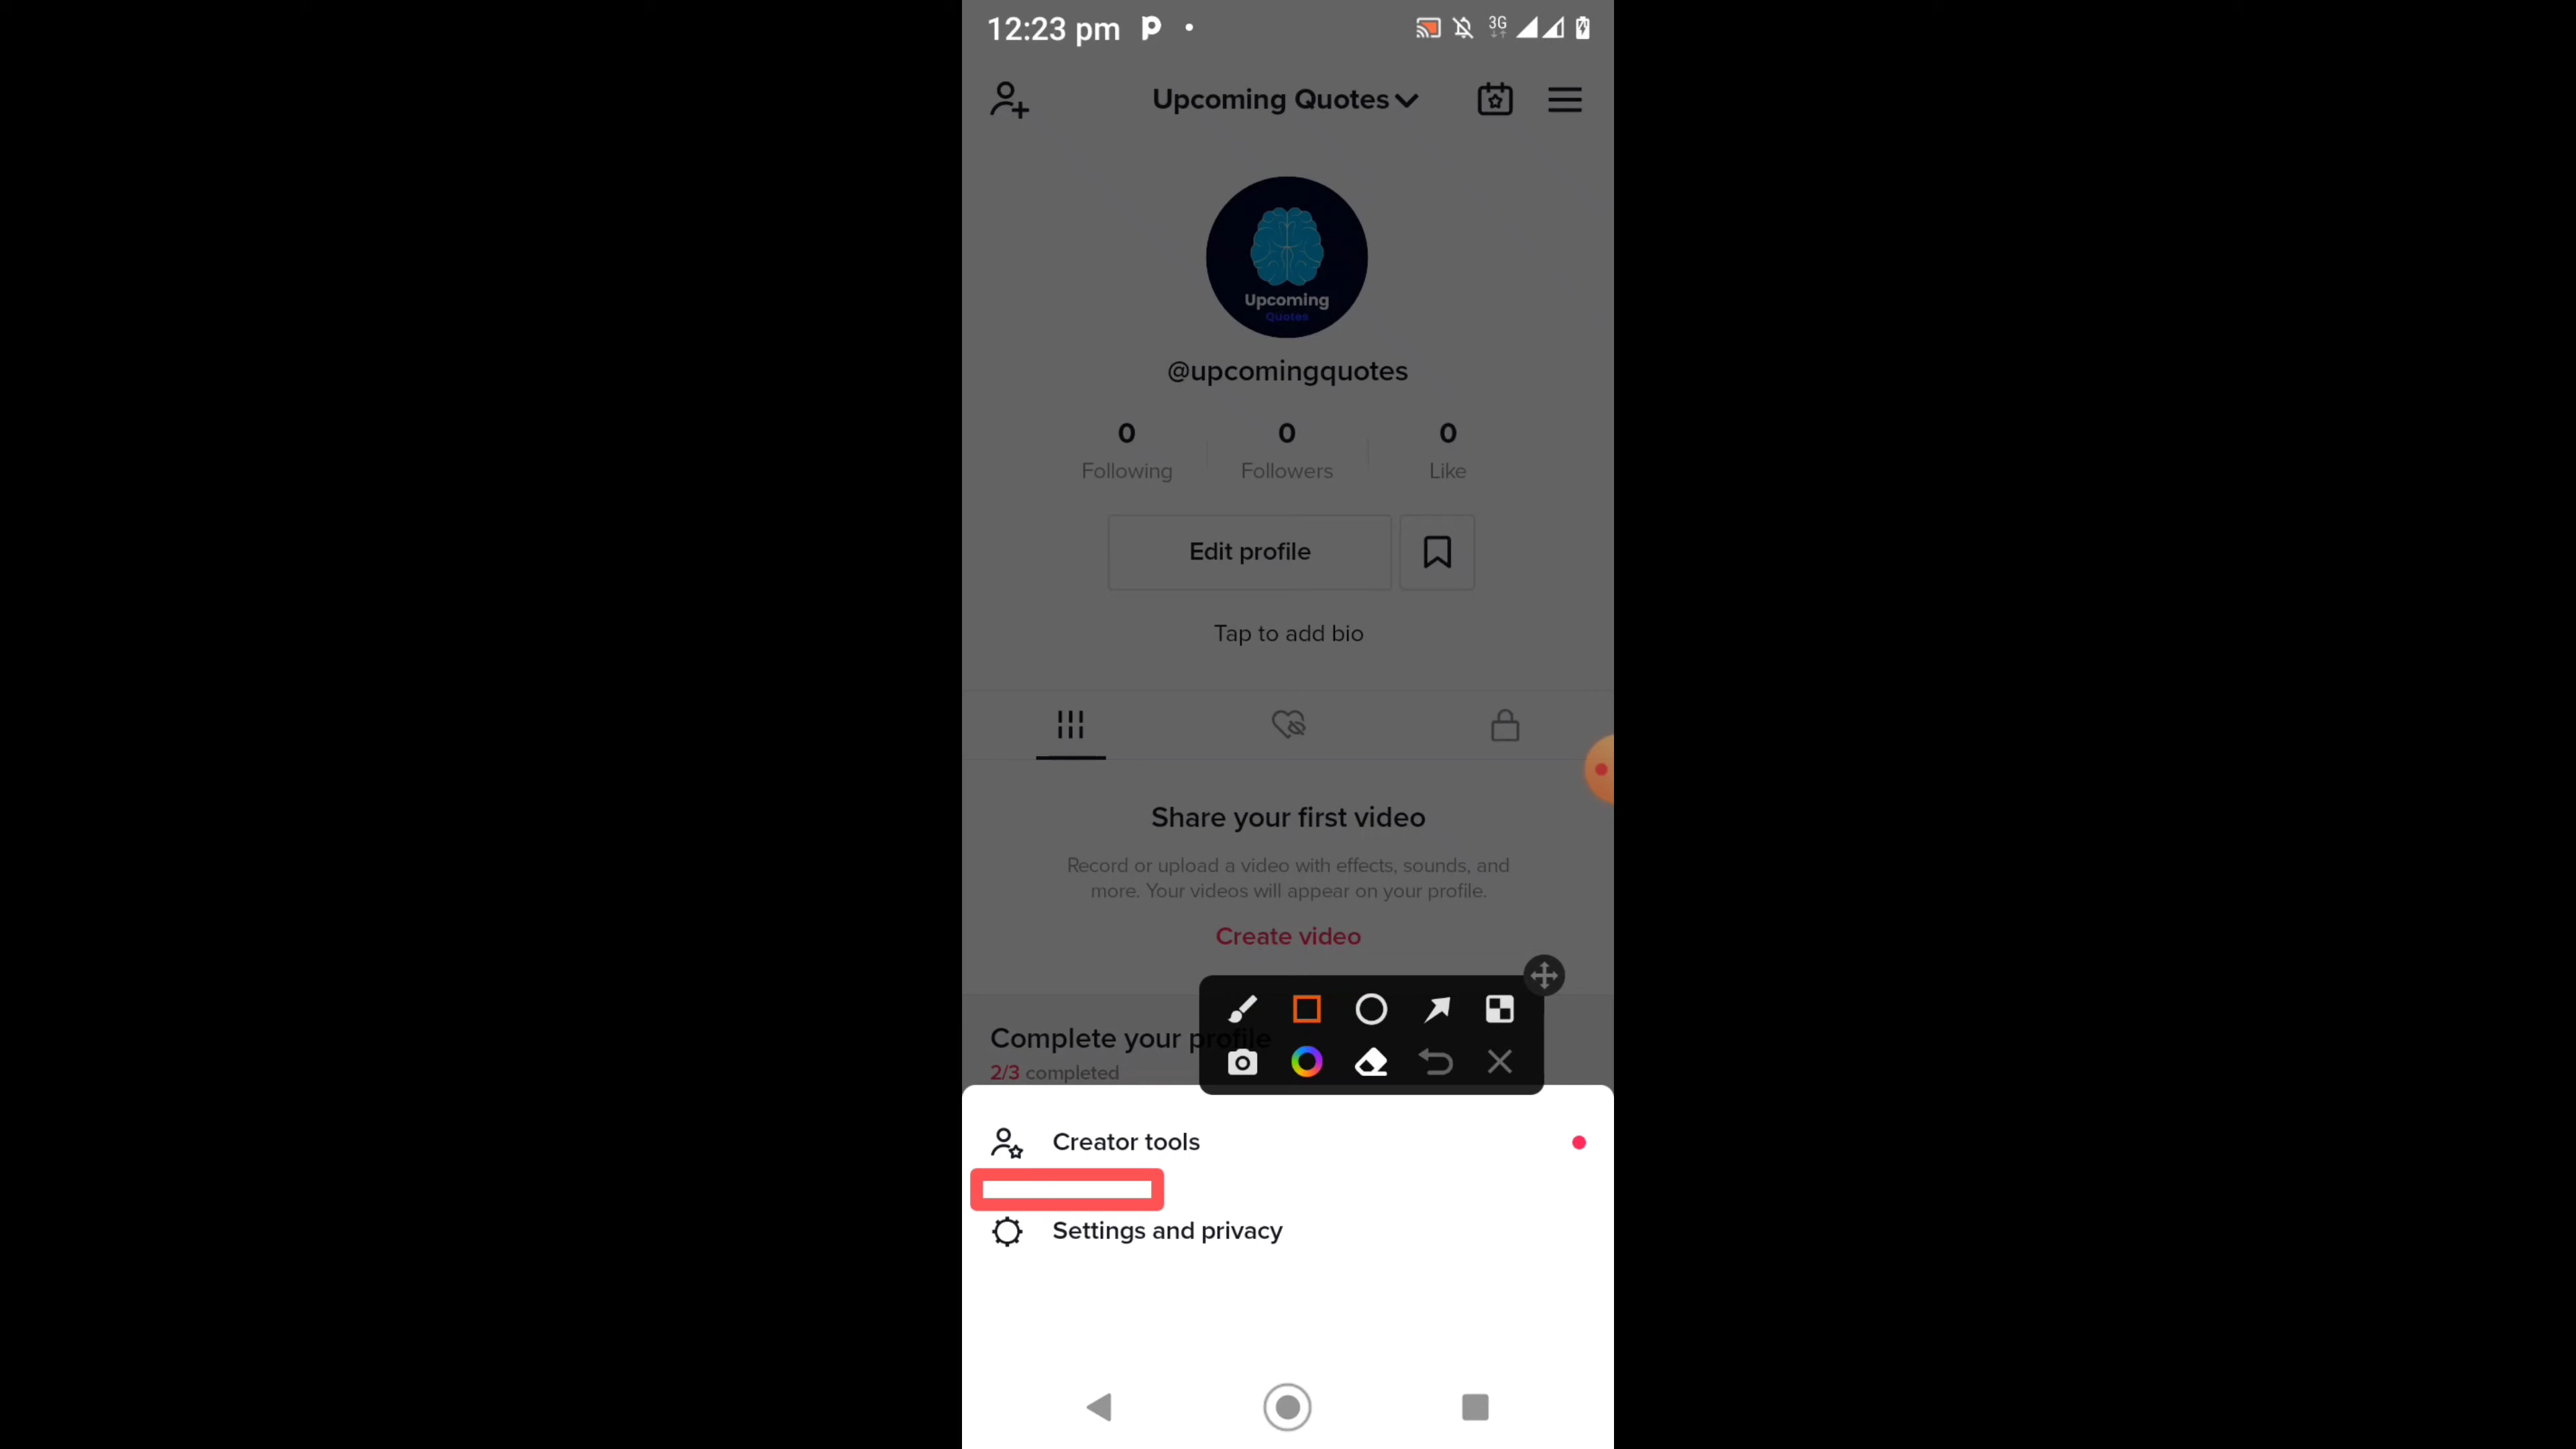 12:23 pm
3G
Upcoming Quotes
Upcoming
Quotes
@upcomingquotes
0 0 0
Following Followers Like
Edit profile
Tap to add bio
Share your first video
Record or upload a video with effects, sounds, and
more. Your videos will appear on your profile.
Create video
Complete your profile
2/3 completed
Creator tools
Settings and privacy